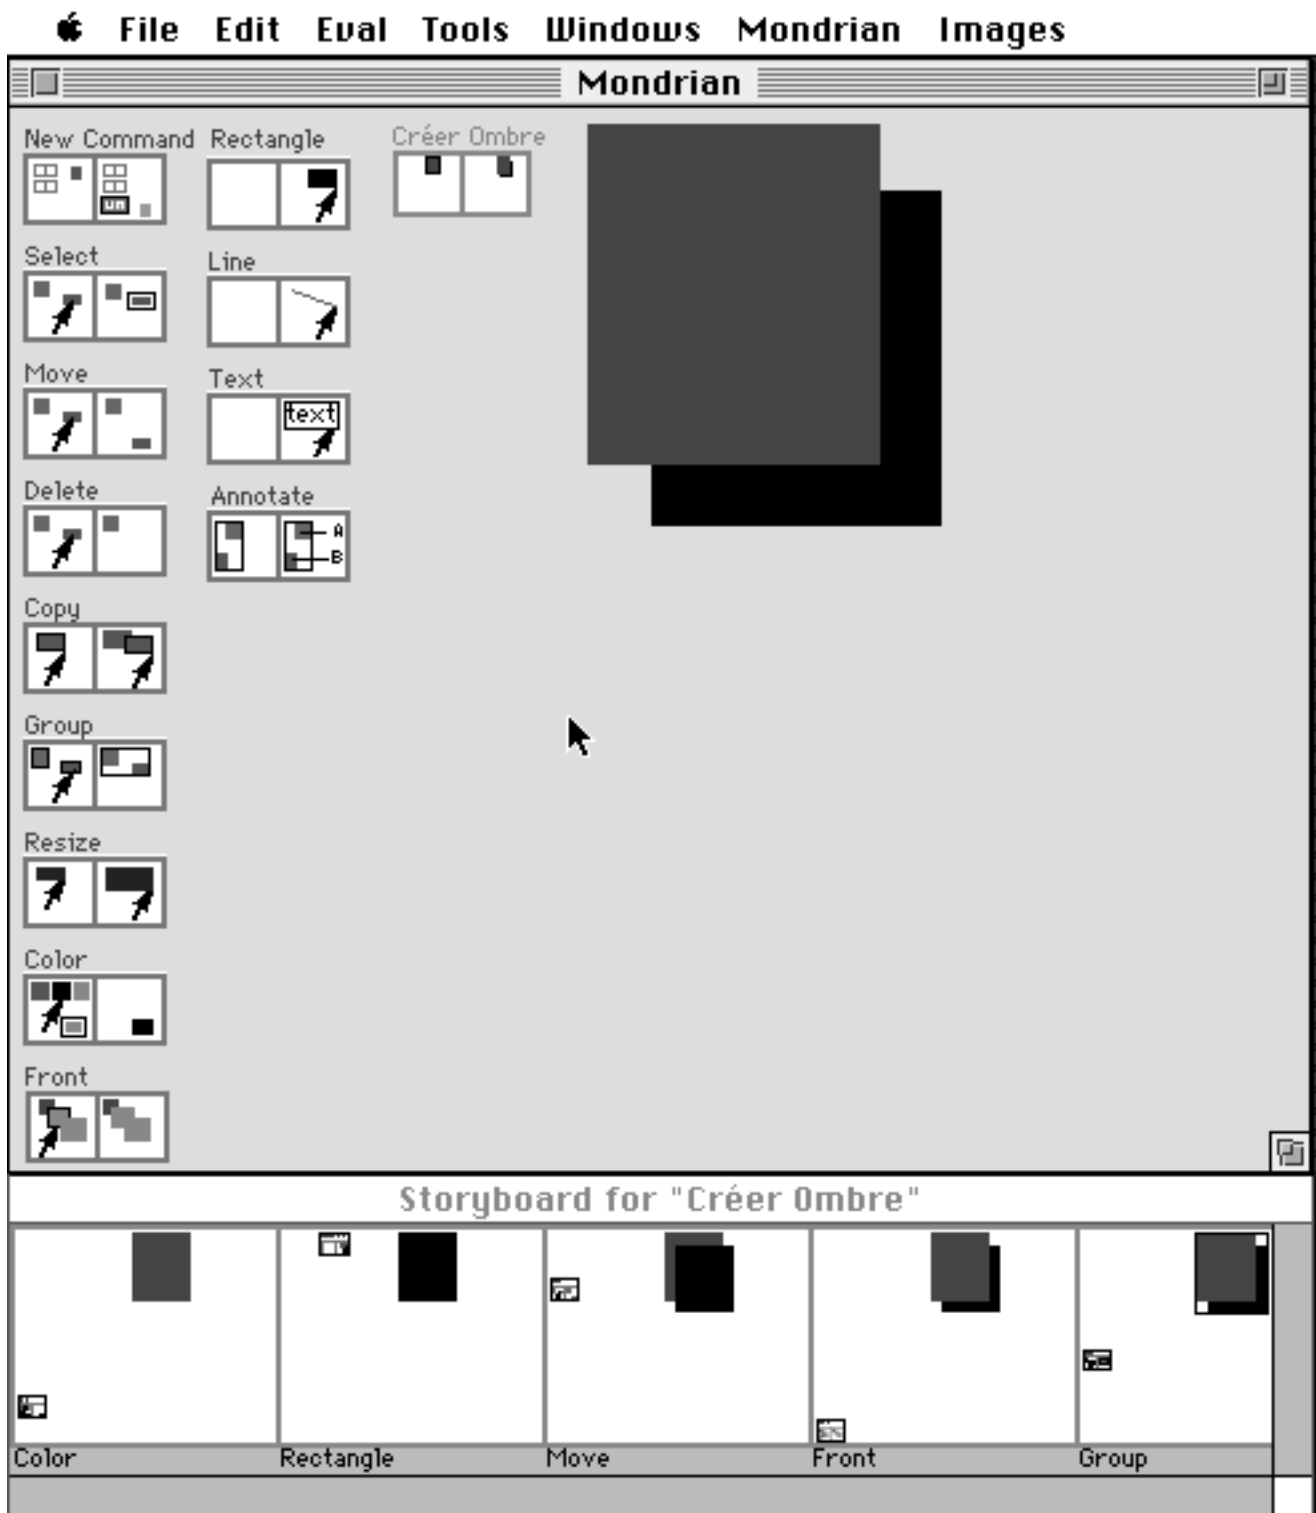 File Edit Eval Tools Windows Mondrian Images
Mondrian
New Command Rectangle Créer Ombre
un
Select Line
Move Text
text
Delete Annotate
A
B
Copy
Group
Resize
Color
Front
Storyboard for "Créer Ombre"
Color Rectangle Move Front Group